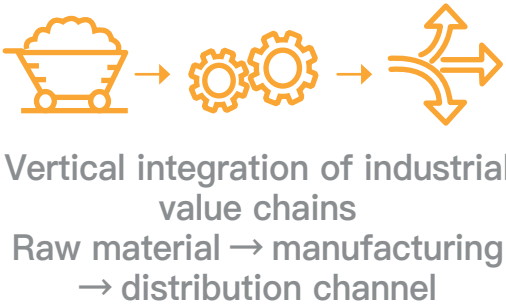 Vertical integration of industrial
value chains
Raw material → manufacturing
→ distribution channel